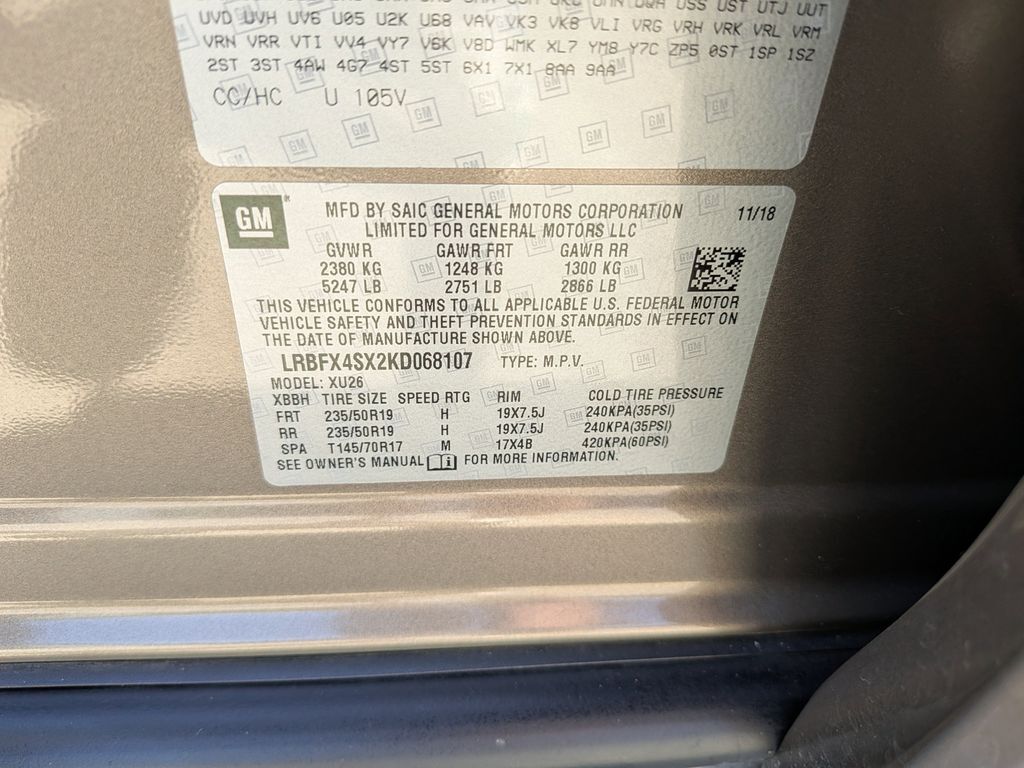 UST UTJ UUT
UVD UVH UV6 U05 U2K U68 VAV VK3 VK8 VLI VRG VRH VRK VRL VRM
VRN VRR VTI VV4 VY7 V6K V8D WMK XL7 YM8 Y7C ZP5 0ST 1SP 1SZ
2ST 3ST 4AW 4G7 4ST 5ST 6X1 7X1 8AA 9AA
CC/HC U 105V
GM
MFD BY SAIC GENERAL MOTORS CORPORATION 11/18
LIMITED FOR GENERAL MOTORS LLC
GVWR GAWR FRT GAWR RR
2380 KG 1248 KG 1300 KG
5247 LB 2751 LB 2866 LB
THIS VEHICLE CONFORMS TO ALL APPLICABLE U.S. FEDERAL MOTOR
VEHICLE SAFETY AND THEFT PREVENTION STANDARDS IN EFFECT ON
THE DATE OF MANUFACTURE SHOWN ABOVE.
LRBFX4SX2KD068107 TYPE: M.P.V.
MODEL: XU26
XBBH TIRE SIZE SPEED RTG RIM COLD TIRE PRESSURE
FRT 235/50R19 H 19X7.5J 240KPA(35PSI)
RR 235/50R19 H 19X7.5J 240KPA(35PSI)
SPA T145/70R17 M 17X4B 420KPA(60PSI)
SEE OWNER'S MANUAL FOR MORE INFORMATION.